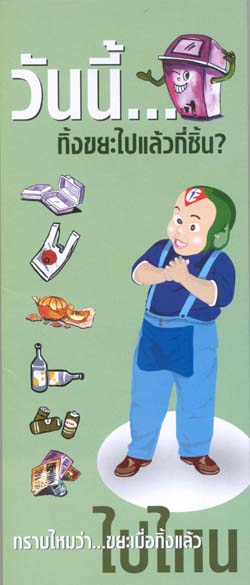 วันนี้...
ทิ้งขยะไปแล้วกี่ชิ้น?
ทราบไหมว่า...ขยะเมื่อทิ้งแล้ว
ไปไหน